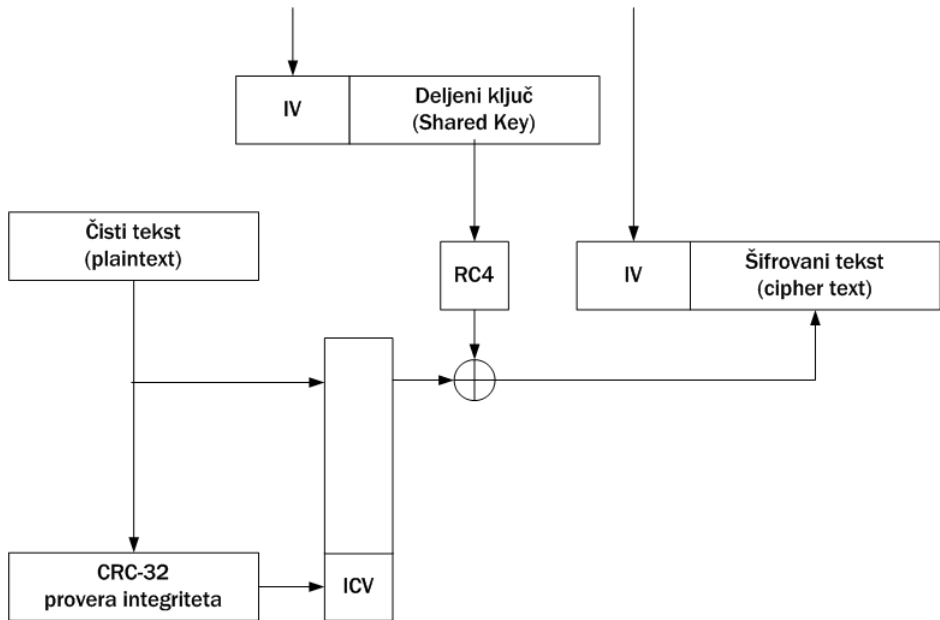 IV
Deljeni ključ
(Shared Key)
Čisti tekst
(plaintext)
RC4
IV
Šifrovani tekst
(cipher text)
CRC-32
provera integriteta
ICV